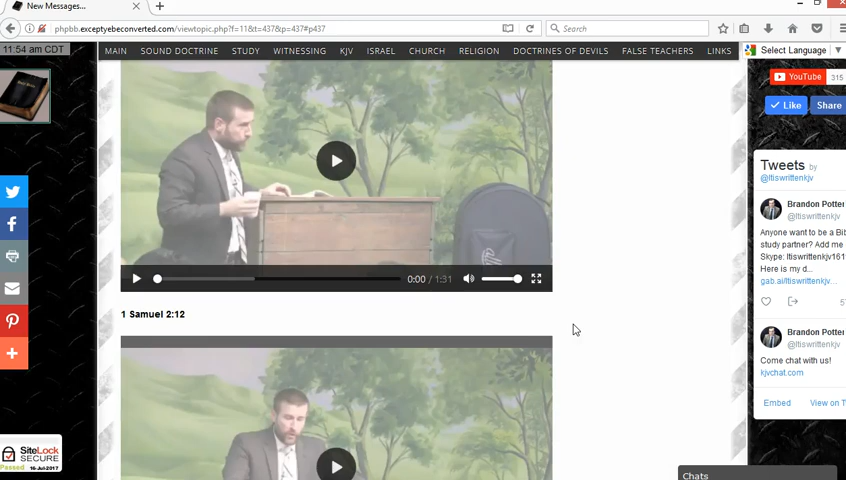 New Messages...
phpbb.exceptyebeconverted.com/viewtopic.php?f=11&t=437&p=437#p437
Search
11:54 am CDT
MAIN SOUND DOCTRINE STUDY WITNESSING KJV ISRAEL CHURCH RELIGION DOCTRINES OF DEVILS FALSE TEACHERS LINKS
Select Language
YouTube 315
Like Share
Tweets by
@Itiswrittenkjv
Brandon Potter
@Itiswrittenkjv
Anyone want to be a Bib
study partner? Add me
Skype: Itiswrittenkjv161
Here is my d...
gab.ai/Itiswrittenkjv...
0:00 / 1:31
1 Samuel 2:12
Brandon Potter
@Itiswrittenkjv
Come chat with us!
kjvchat.com
Embed View on T
SiteLock
SECURE
Passed 16-Jul-2017
Chats